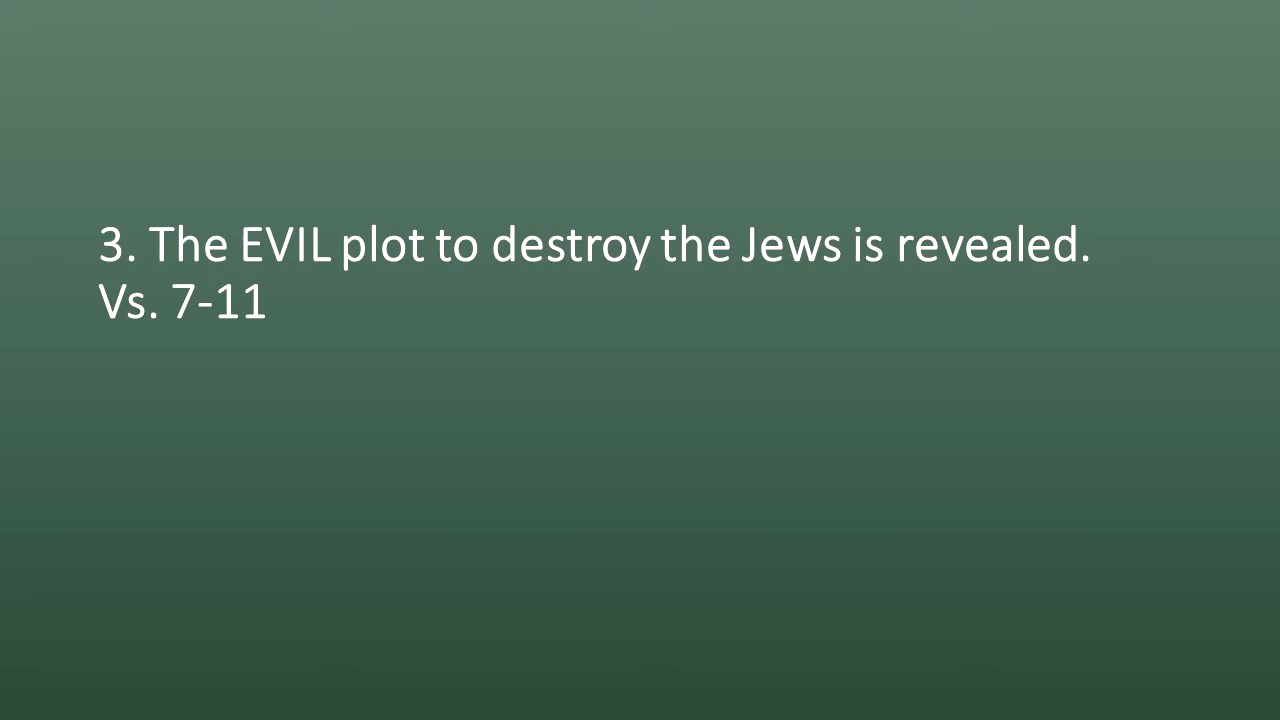 3. The EVIL plot to destroy the Jews is revealed.
Vs. 7-11